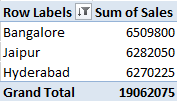 Row Labels Sum of Sales
Bangalore 6509800
Jaipur 6282050
Hyderabad 6270225
Grand Total 19062075